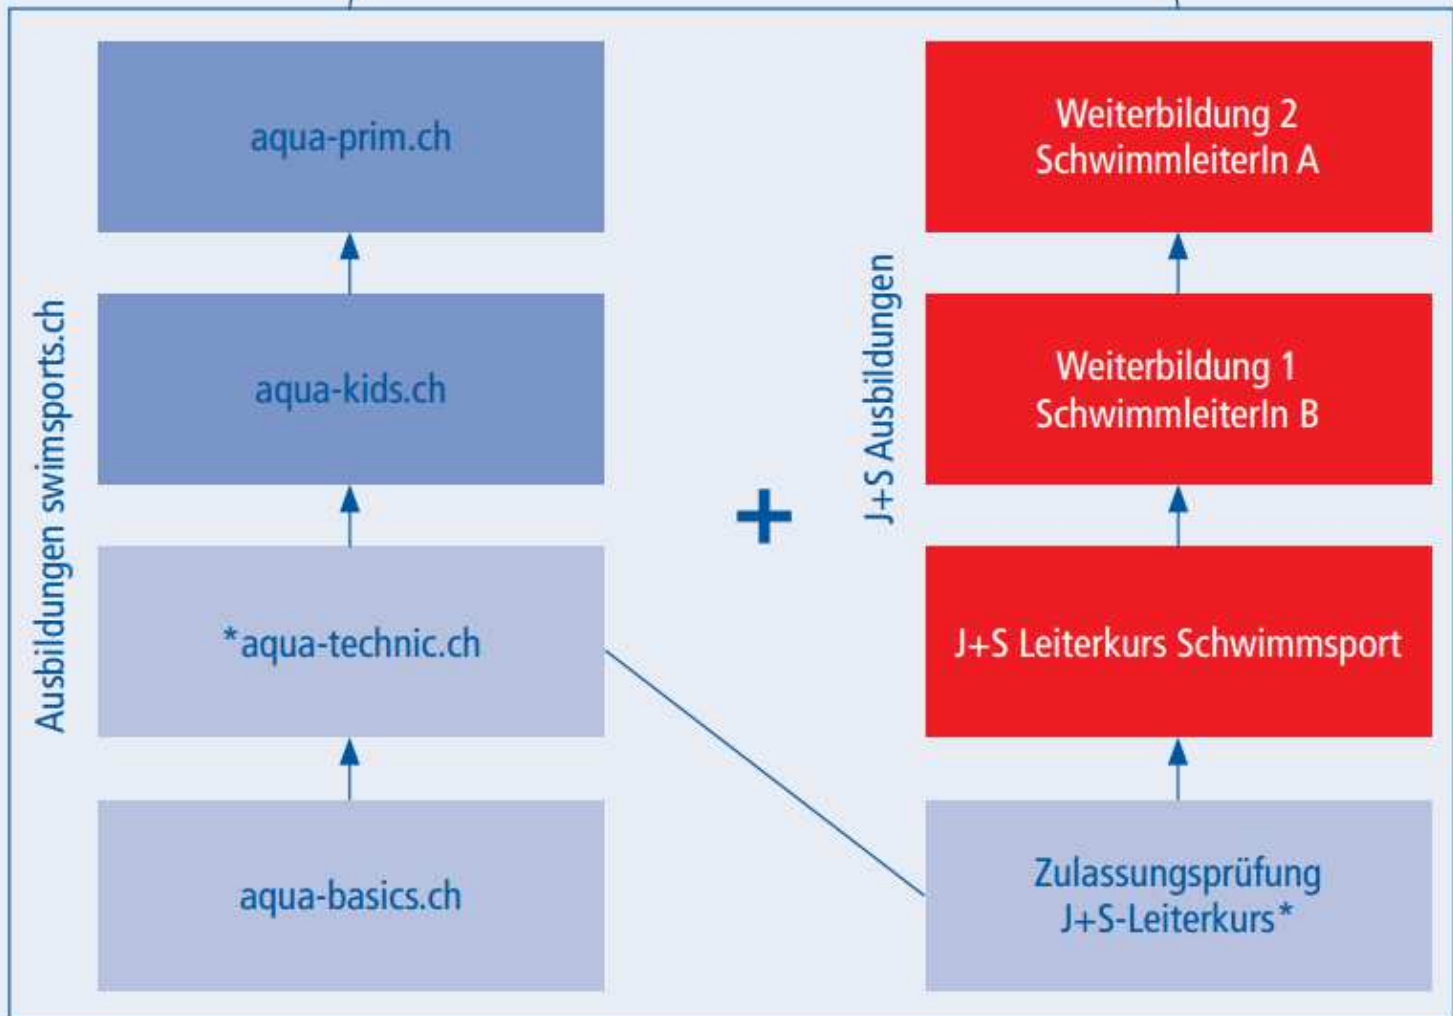 Ausbildungen swimsports.ch
aqua-prim.ch
aqua-kids.ch
*aqua-technic.ch
aqua-basics.ch
+
J+S Ausbildungen
Weiterbildung 2
SchwimmleiterIn A
Weiterbildung 1
SchwimmleiterIn B
J+S Leiterkurs Schwimmsport
Zulassungsprüfung
J+S-Leiterkurs*